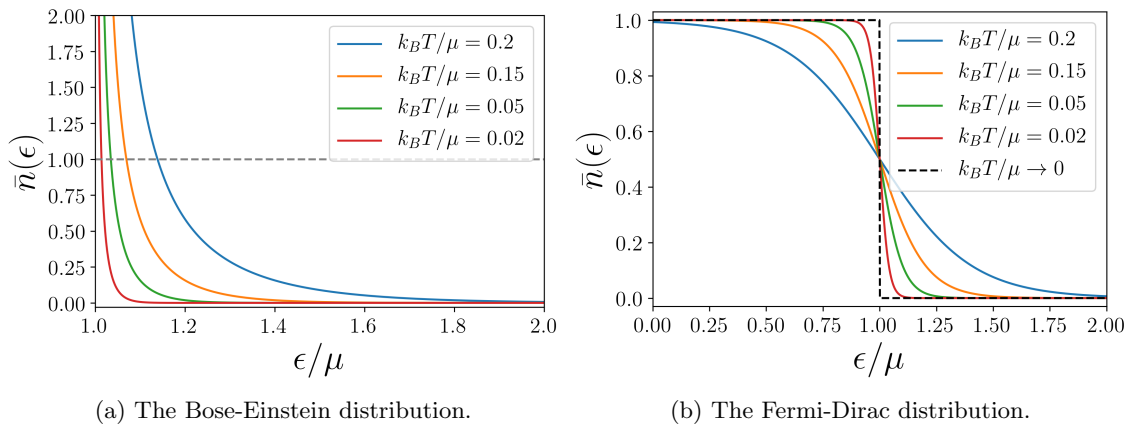 2.00
1.75
1.50
1.25
1.00
0.75
0.50
0.25
0.00
n̄(ϵ)
1.0 1.2 1.4 1.6 1.8 2.0
ϵ/μ
k_BT/μ = 0.2
k_BT/μ = 0.15
k_BT/μ = 0.05
k_BT/μ = 0.02
(a) The Bose-Einstein distribution.
1.0
0.8
0.6
0.4
0.2
0.0
n̄(ϵ)
0.00 0.25 0.50 0.75 1.00 1.25 1.50 1.75 2.00
ϵ/μ
k_BT/μ = 0.2
k_BT/μ = 0.15
k_BT/μ = 0.05
k_BT/μ = 0.02
k_BT/μ → 0
(b) The Fermi-Dirac distribution.